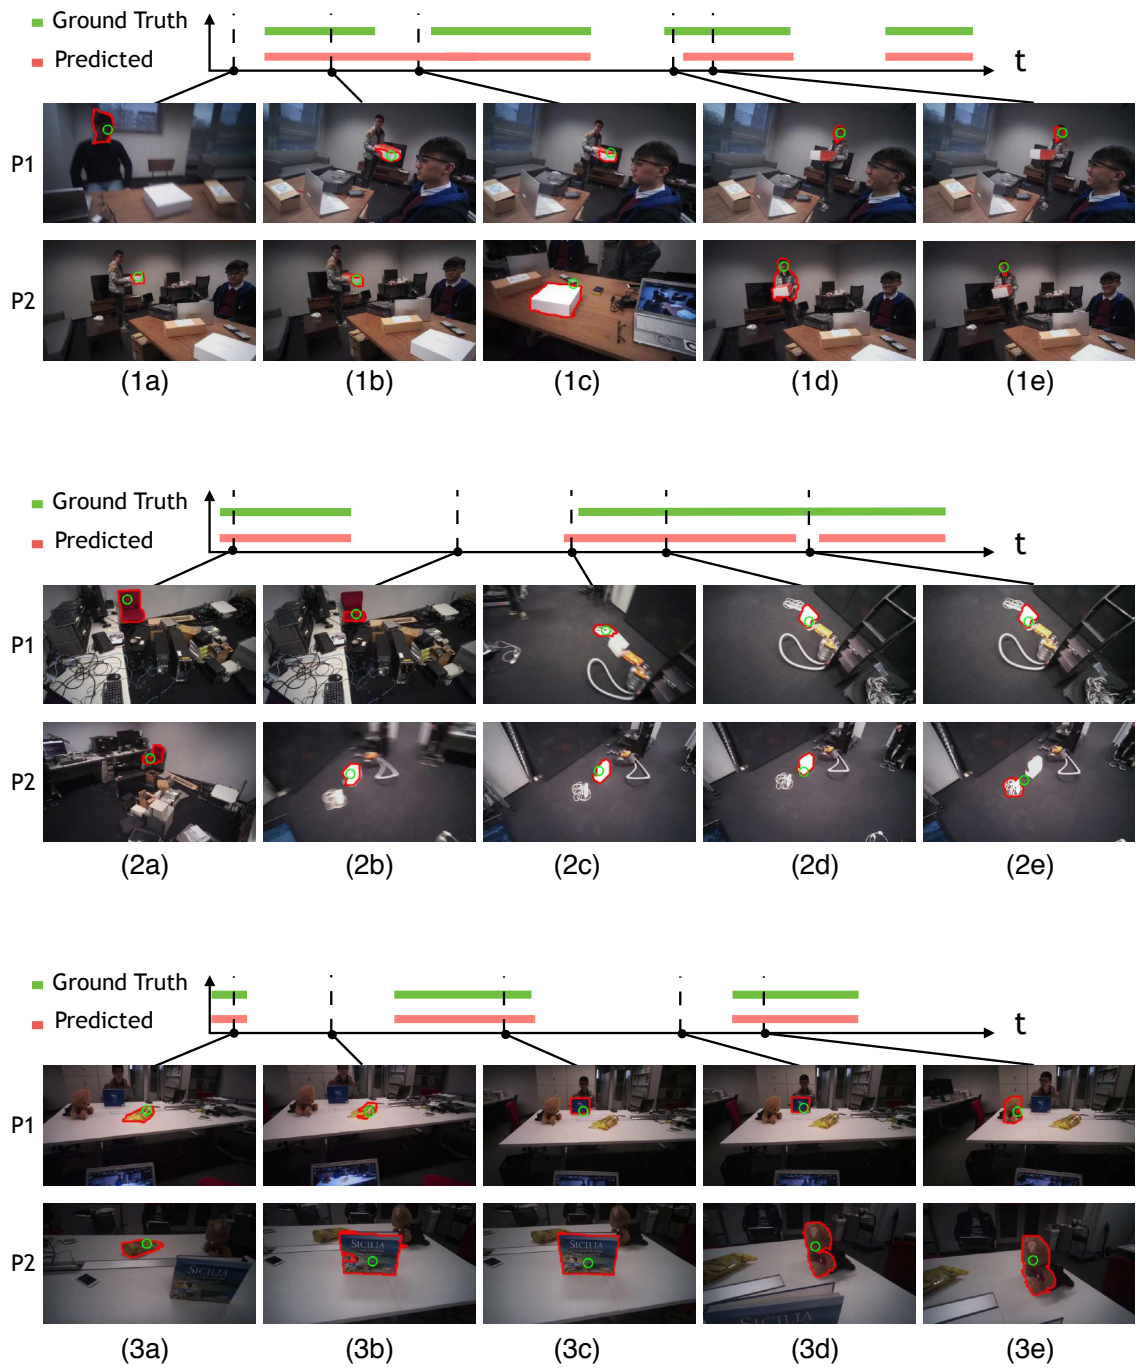 Ground Truth
Predicted
t
P1
P2
(1a) (1b) (1c) (1d) (1e)
Ground Truth
Predicted
t
P1
P2
(2a) (2b) (2c) (2d) (2e)
Ground Truth
Predicted
t
P1
P2
SICILIA
SICILIA
SICILIA
(3a) (3b) (3c) (3d) (3e)